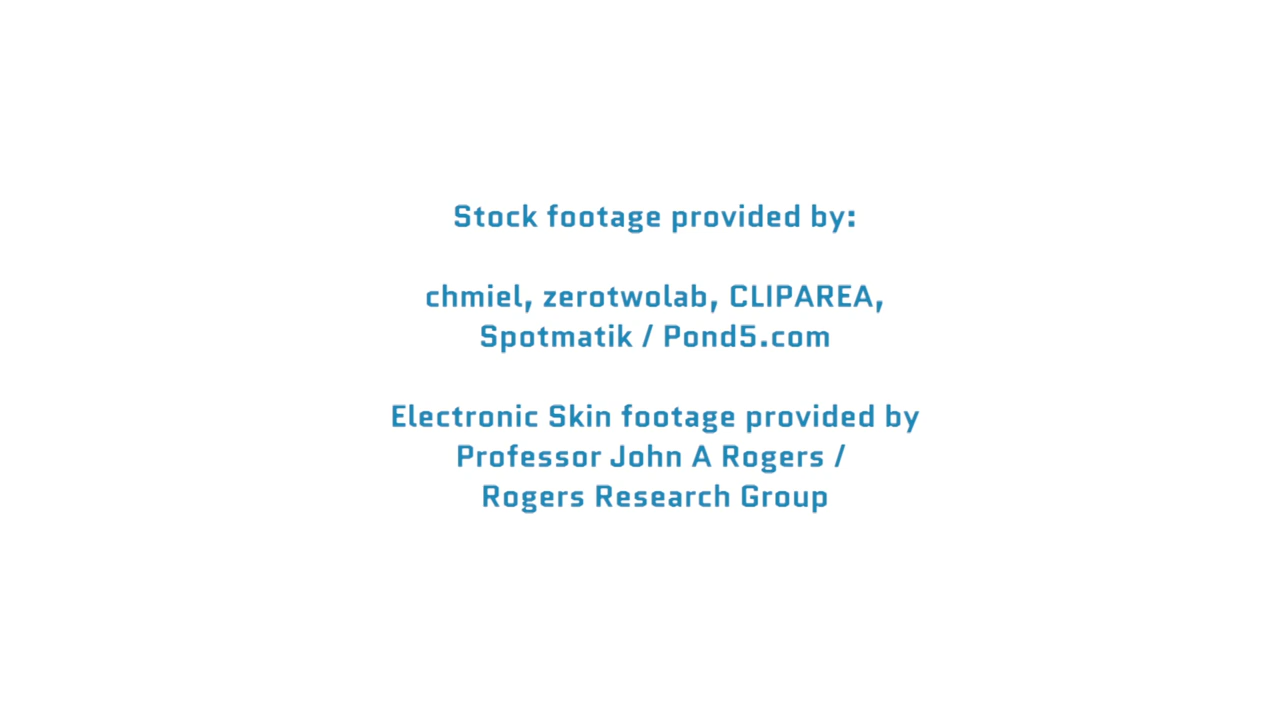 Stock footage provided by:
chmiel, zerotwolab, CLIPAREA,
Spotmatik / Pond5.com
Electronic Skin footage provided by
Professor John A Rogers /
Rogers Research Group